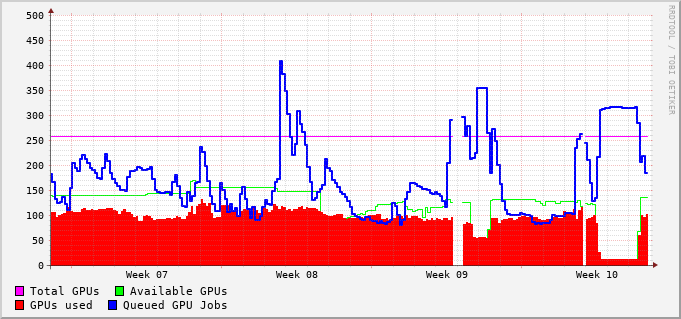 500
450
400
350
300
250
200
150
100
50
0
Week 07 Week 08 Week 09 Week 10
Total GPUs Available GPUs
GPUs used Queued GPU Jobs
RRDTOOL / TOBI OETIKER